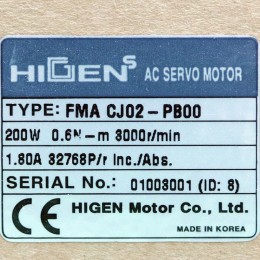 HIGEN S AC SERVO MOTOR
TYPE: FMA CJ02-PB00
200W 0.6N-m 3000r/min
1.80A 32768P/r Inc./Abs.
SERIAL No.: 01003001 (ID: 8)
CE HIGEN Motor Co., Ltd.
MADE IN KOREA